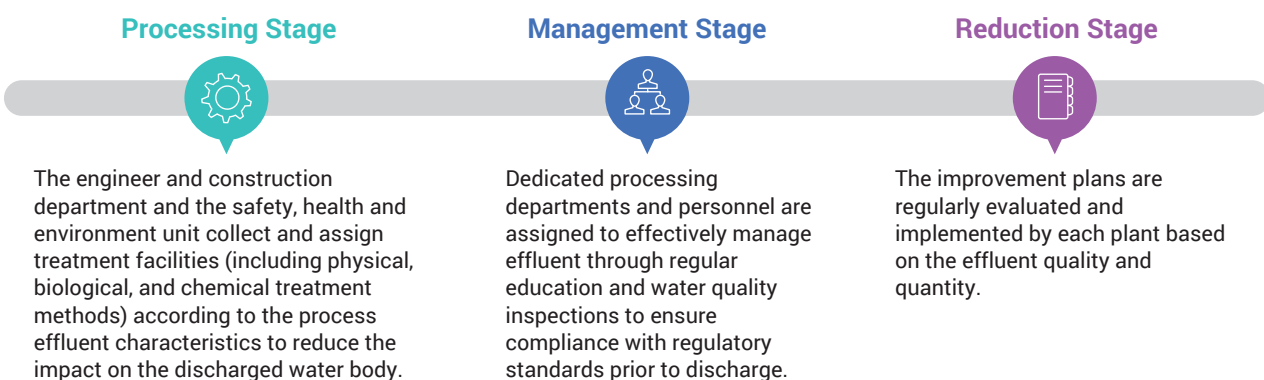 Processing Stage
The engineer and construction
department and the safety, health and
environment unit collect and assign
treatment facilities (including physical,
biological, and chemical treatment
methods) according to the process
effluent characteristics to reduce the
impact on the discharged water body.
Management Stage
Dedicated processing
departments and personnel are
assigned to effectively manage
effluent through regular
education and water quality
inspections to ensure
compliance with regulatory
standards prior to discharge.
Reduction Stage
The improvement plans are
regularly evaluated and
implemented by each plant based
on the effluent quality and
quantity.